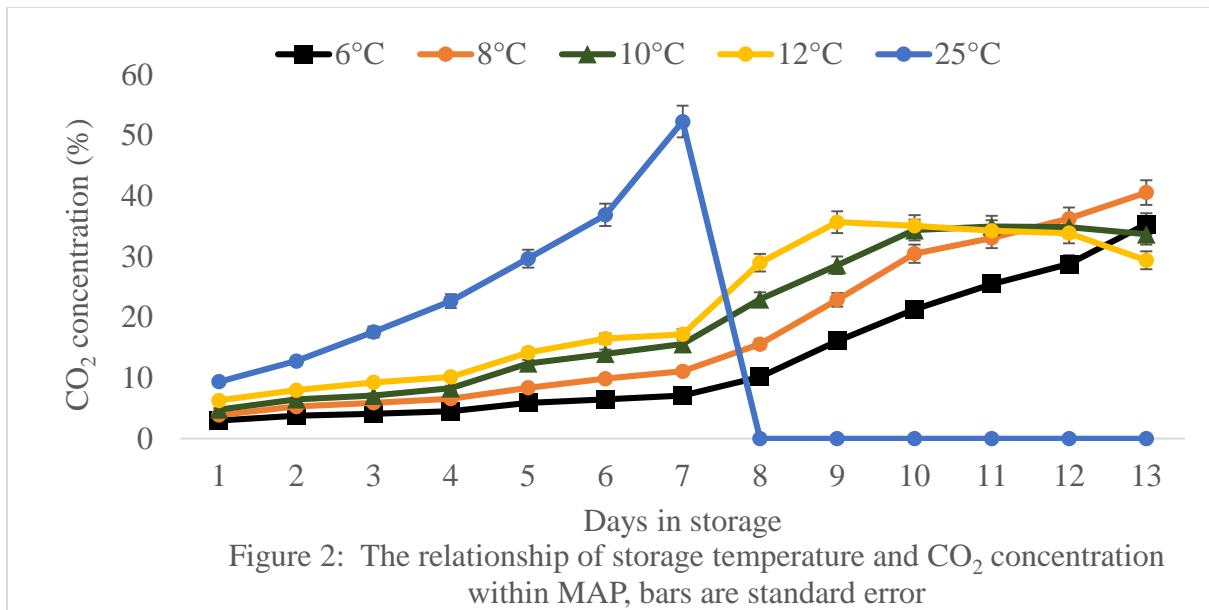 6°C 8°C 10°C 12°C 25°C
60
50
40
30
20
10
0
CO₂ concentration (%)
1 2 3 4 5 6 7 8 9 10 11 12 13
Days in storage
Figure 2: The relationship of storage temperature and CO₂ concentration
within MAP, bars are standard error